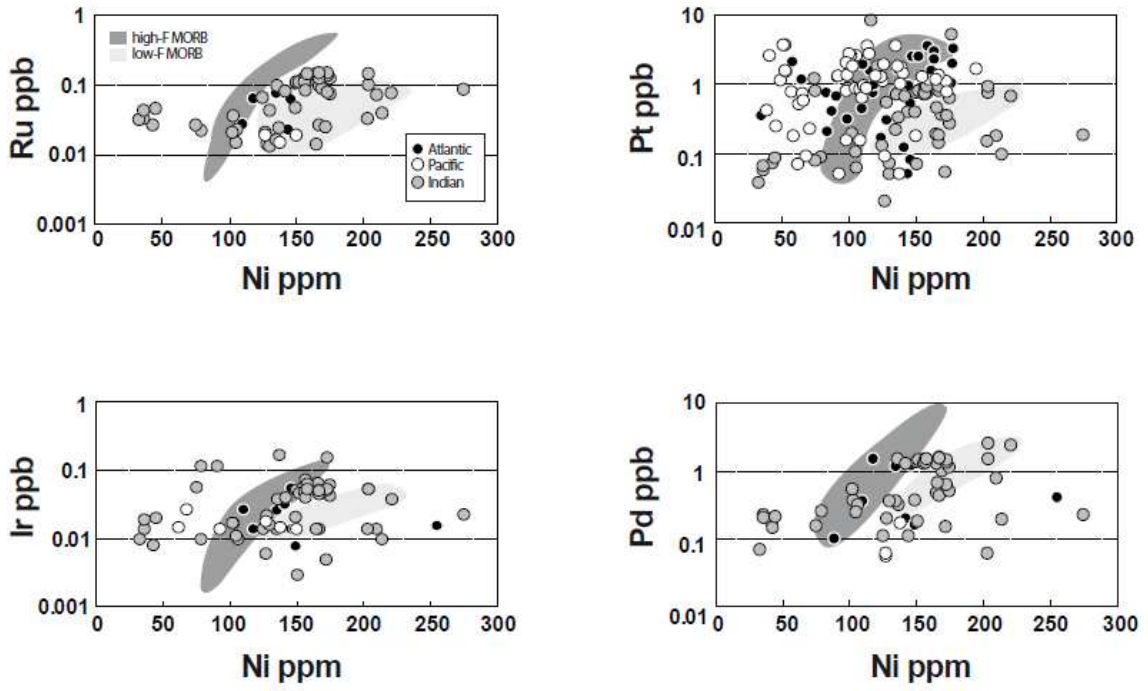 1
0.1
0.01
0.001
Ru ppb
high-F MORB
low-F MORB
Atlantic
Pacific
Indian
0 50 100 150 200 250 300
Ni ppm
10
1
0.1
0.01
Pt ppb
0 50 100 150 200 250 300
Ni ppm
1
0.1
0.01
0.001
Ir ppb
0 50 100 150 200 250 300
Ni ppm
10
1
0.1
0.01
Pd ppb
0 50 100 150 200 250 300
Ni ppm